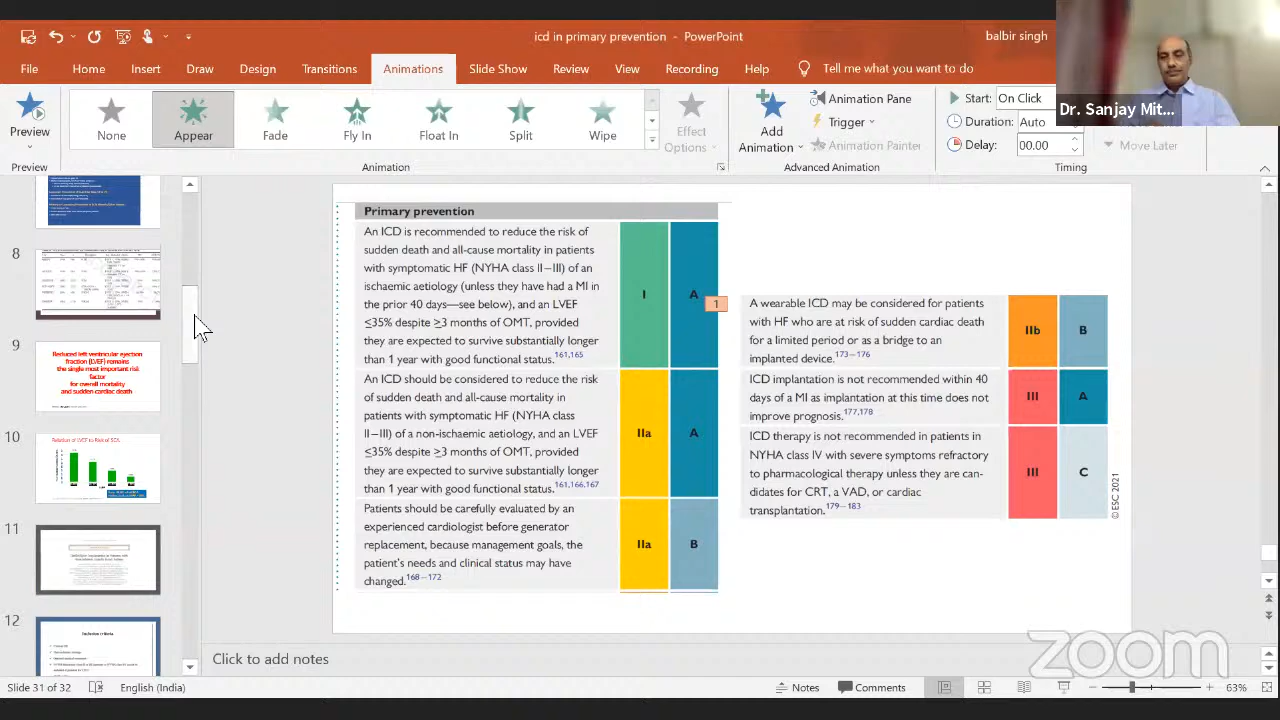 icd in primary prevention - PowerPoint
balbir singh
File
Home
Insert
Draw
Design
Transitions
Animations
Slide Show
Review
View
Recording
Help
Tell me what you want to do
Dr. Sanjay Mit...
Preview
None
Appear
Fade
Fly In
Float In
Split
Wipe
Effect
Options
Add
Animation
Animation Pane
Trigger
Animation Painter
Start: On Click
Duration: Auto
Delay: 00.00
Move Later
Preview
Animation
Advanced Animation
Timing
8
9
Reduced left ventricular ejection
fraction (LVEF) remains
the single most important risk
factor
for overall mortality
and sudden cardiac death
10
Relation of LVEF to Risk of SCA
11
12
Inclusion criteria
Primary prevention
An ICD is recommended to reduce the risk of
sudden death and all-cause mortality in patients
with symptomatic HF (NYHA class II–III) of an
ischaemic aetiology (unless they have had a MI in
the prior 40 days—see below), and an LVEF
≤35% despite ≥3 months of OMT, provided
they are expected to survive substantially longer
than 1 year with good functional status.161,165
I
A
1
An ICD should be considered to reduce the risk
of sudden death and all-cause mortality in
patients with symptomatic HF (NYHA class
II–III) of a non-ischaemic aetiology, and an LVEF
≤35% despite ≥3 months of OMT, provided
they are expected to survive substantially longer
than 1 year with good functional status.161,166,167
IIa
A
Patients should be carefully evaluated by an
experienced cardiologist before generator
replacement, because management goals, the
patient's needs and clinical status may have
changed.168–172
IIa
B
A wearable ICD may be considered for patients
with HF who are at risk of sudden cardiac death
for a limited period or as a bridge to an
implanted device.173–176
IIb
B
ICD implantation is not recommended within 40
days of a MI as implantation at this time does not
improve prognosis.177,178
III
A
ICD therapy is not recommended in patients in
NYHA class IV with severe symptoms refractory
to pharmacological therapy unless they are can-
didates for CRT, a VAD, or cardiac
transplantation.179–183
III
C
© ESC 2021
Click to add notes
zoom
Slide 31 of 32
English (India)
Notes
Comments
63%